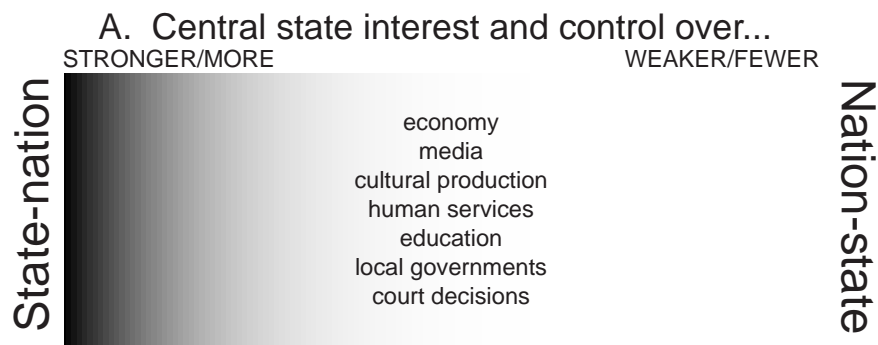 A. Central state interest and control over...
STRONGER/MORE WEAKER/FEWER
State-nation
economy
media
cultural production
human services
education
local governments
court decisions
Nation-state